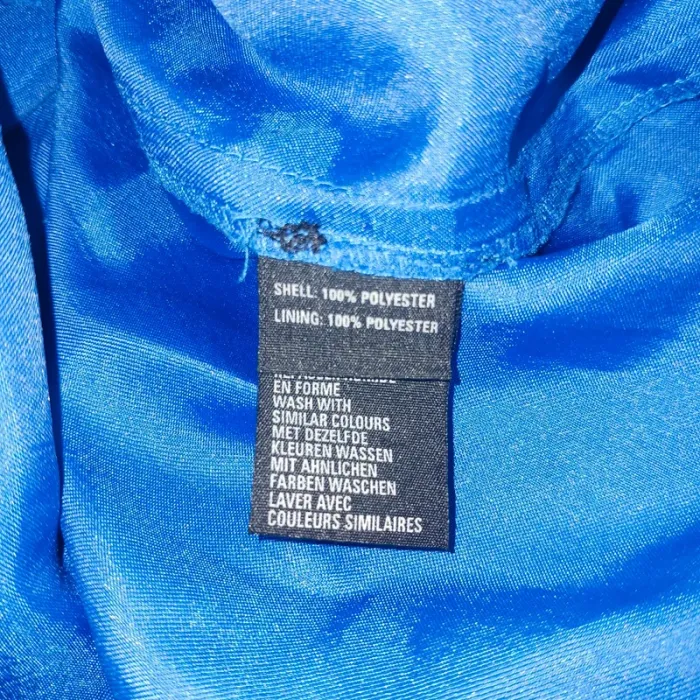 SHELL: 100% POLYESTER
LINING: 100% POLYESTER
EN FORME
WASH WITH
SIMILAR COLOURS
MET DEZELFDE
KLEUREN WASSEN
MIT AHNLICHEN
FARBEN WASCHEN
LAVER AVEC
COULEURS SIMILAIRES